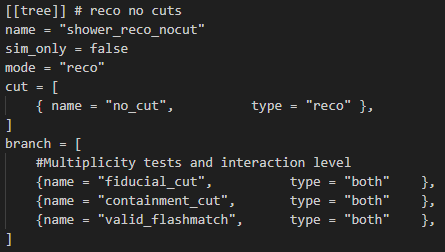 [[tree]] # reco no cuts
name = "shower_reco_nocut"
sim_only = false
mode = "reco"
cut = [
    { name = "no_cut",          type = "reco" },
]
branch = [
    #Multiplicity tests and interaction level
    {name = "fiducial_cut",          type = "both"    },
    {name = "containment_cut",       type = "both"    },
    {name = "valid_flashmatch",      type = "both"    },
]